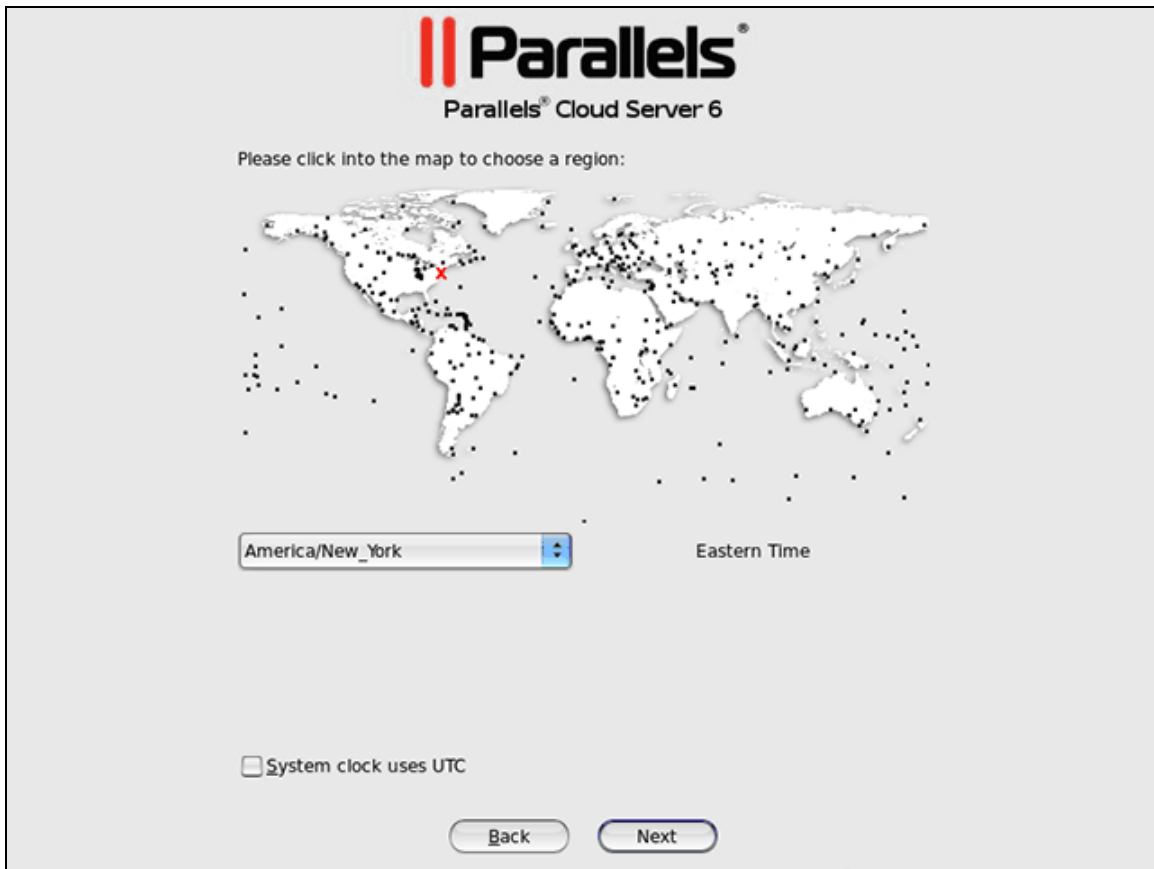 Parallels®
Parallels® Cloud Server 6
Please click into the map to choose a region:
x
America/New_York
Eastern Time
System clock uses UTC
Back
Next